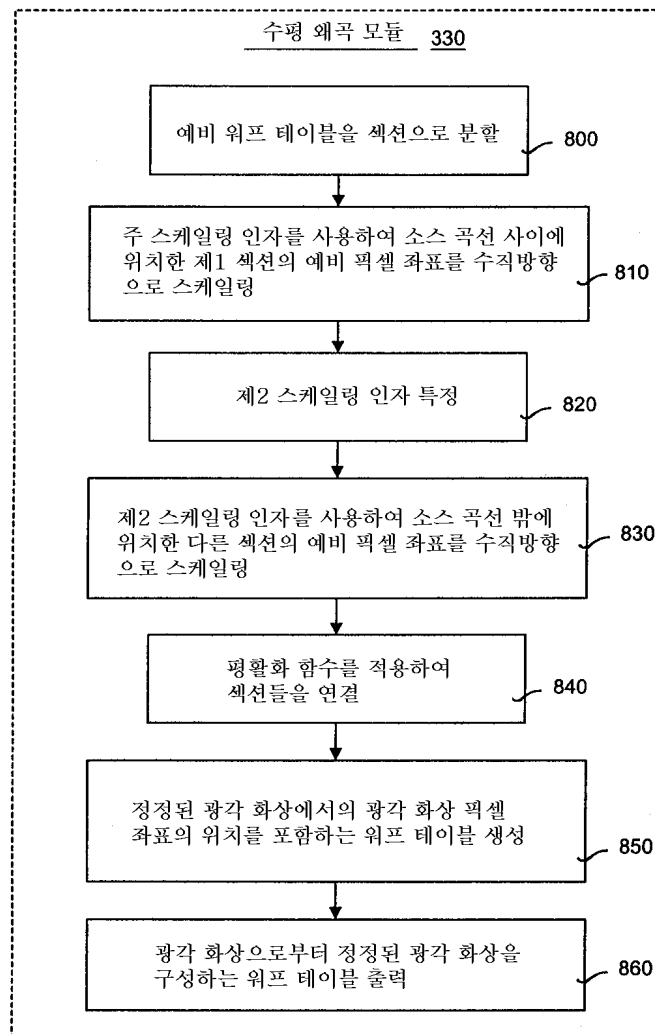 수평 왜곡 모듈 330
예비 워프 테이블을 섹션으로 분할
800
주 스케일링 인자를 사용하여 소스 곡선 사이에
위치한 제1 섹션의 예비 픽셀 좌표를 수직방향
으로 스케일링
810
제2 스케일링 인자 특정
820
제2 스케일링 인자를 사용하여 소스 곡선 밖에
위치한 다른 섹션의 예비 픽셀 좌표를 수직방향
으로 스케일링
830
평활화 함수를 적용하여
섹션들을 연결
840
정정된 광각 화상에서의 광각 화상 픽셀
좌표의 위치를 포함하는 워프 테이블 생성
850
광각 화상으로부터 정정된 광각 화상을
구성하는 워프 테이블 출력
860